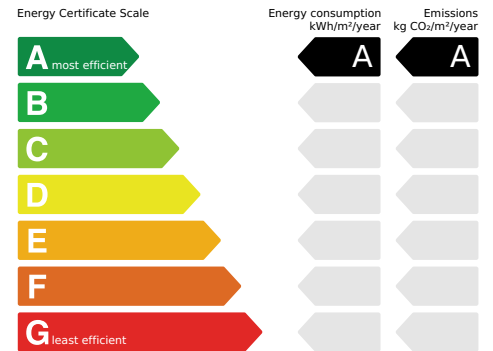 Energy Certificate Scale
Energy consumption
kWh/m²/year
Emissions
kg CO₂/m²/year
A most efficient
A
A
B
C
D
E
F
G least efficient